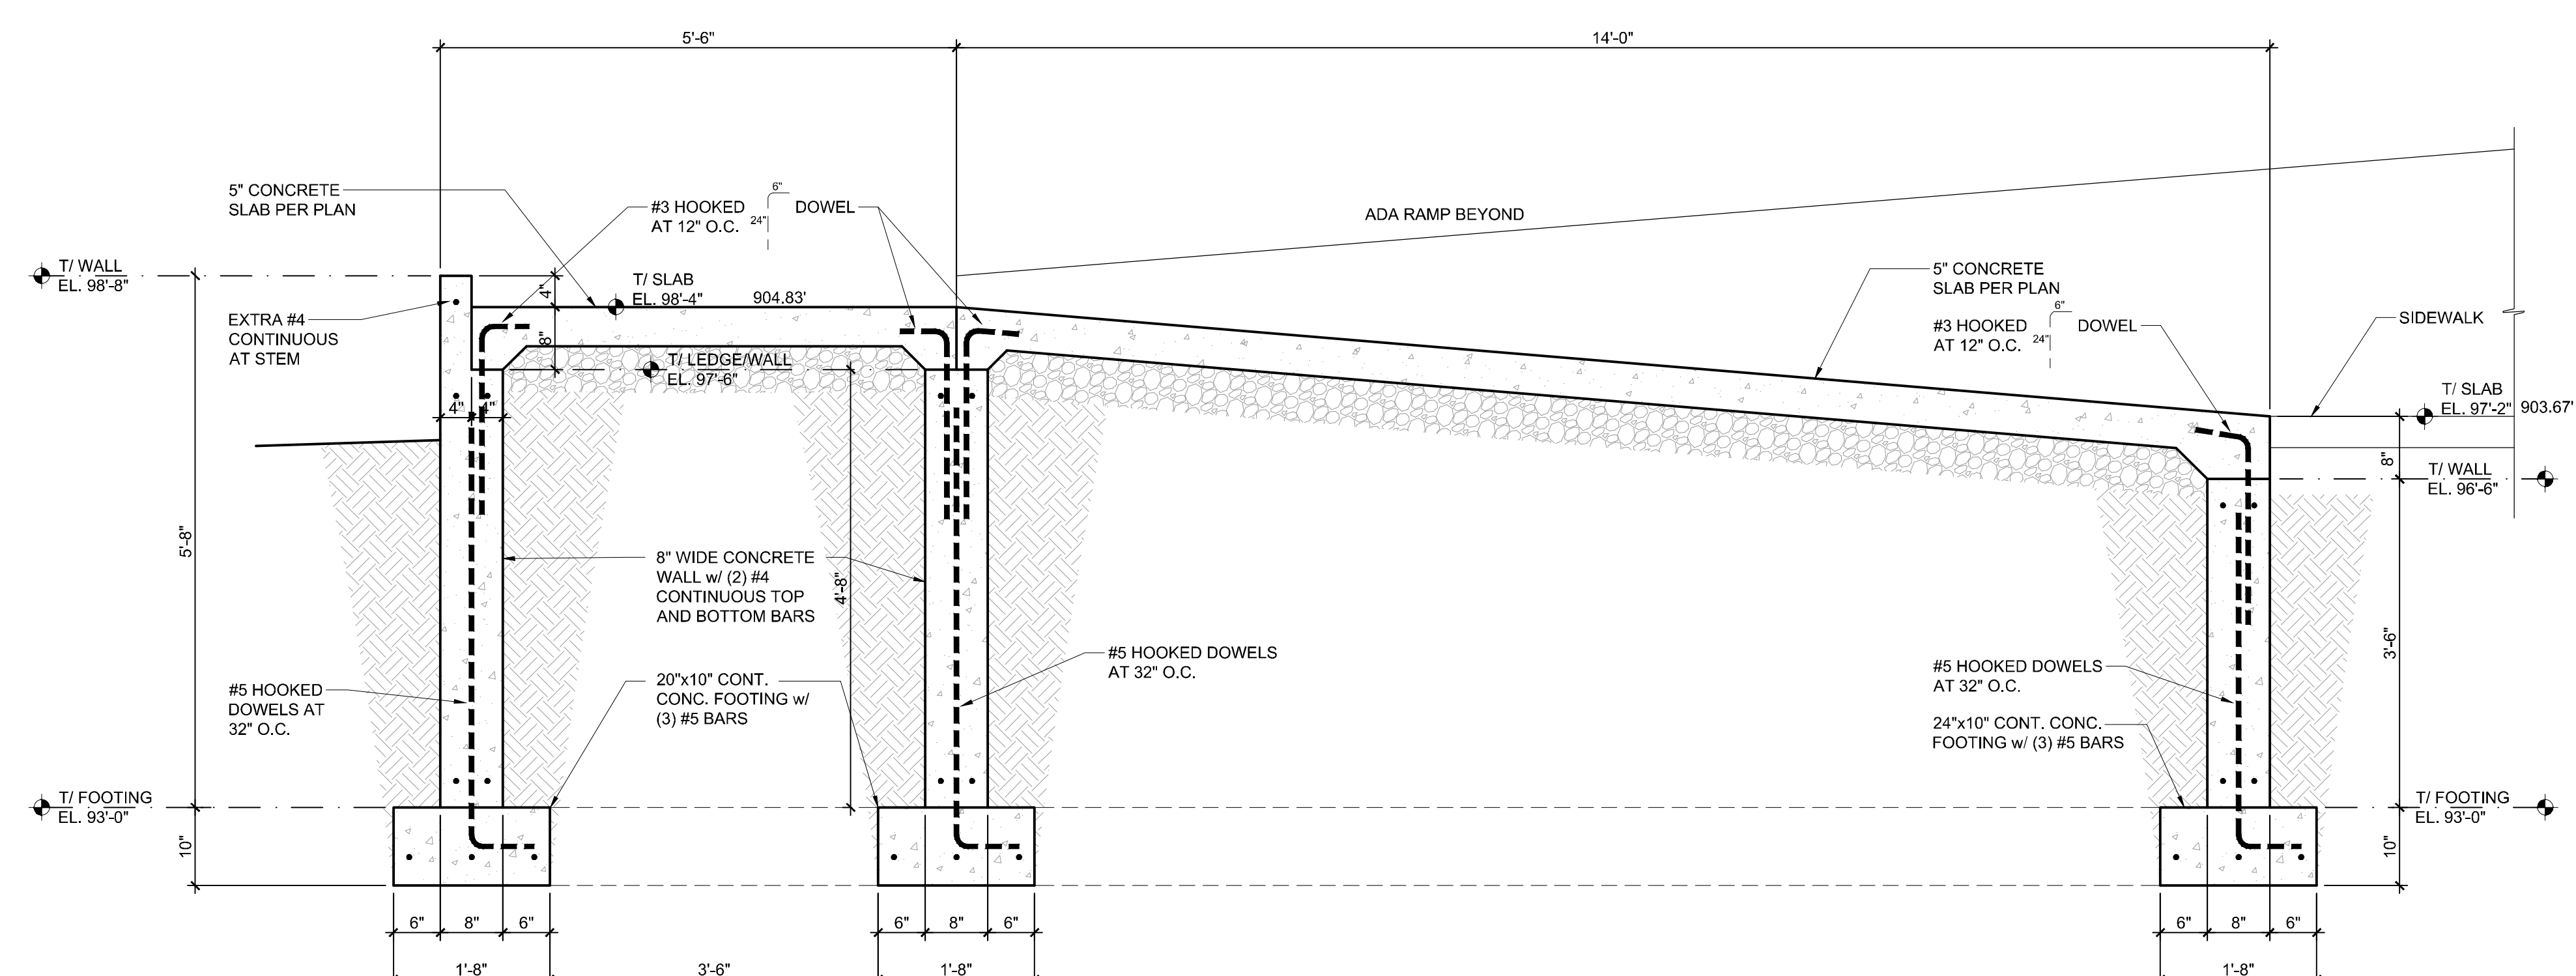 5'-6"
14'-0"
5" CONCRETE
SLAB PER PLAN
#3 HOOKED
AT 12" O.C.
6"
24"
DOWEL
ADA RAMP BEYOND
T/ WALL
EL. 98'-8"
4"
T/ SLAB
EL. 98'-4"
904.83'
5" CONCRETE
SLAB PER PLAN
EXTRA #4
CONTINUOUS
AT STEM
8"
T/ LEDGE/WALL
EL. 97'-6"
#3 HOOKED
AT 12" O.C.
6"
24"
DOWEL
SIDEWALK
4"
4"
T/ SLAB
EL. 97'-2"
903.67'
8"
T/ WALL
EL. 96'-6"
5'-8"
8" WIDE CONCRETE
WALL w/ (2) #4
CONTINUOUS TOP
AND BOTTOM BARS
4'-8"
3'-6"
#5 HOOKED
DOWELS AT
32" O.C.
20"x10" CONT.
CONC. FOOTING w/
(3) #5 BARS
#5 HOOKED DOWELS
AT 32" O.C.
#5 HOOKED DOWELS
AT 32" O.C.
24"x10" CONT. CONC.
FOOTING w/ (3) #5 BARS
T/ FOOTING
EL. 93'-0"
T/ FOOTING
EL. 93'-0"
10"
10"
6"
8"
6"
6"
8"
6"
6"
8"
6"
1'-8"
3'-6"
1'-8"
1'-8"